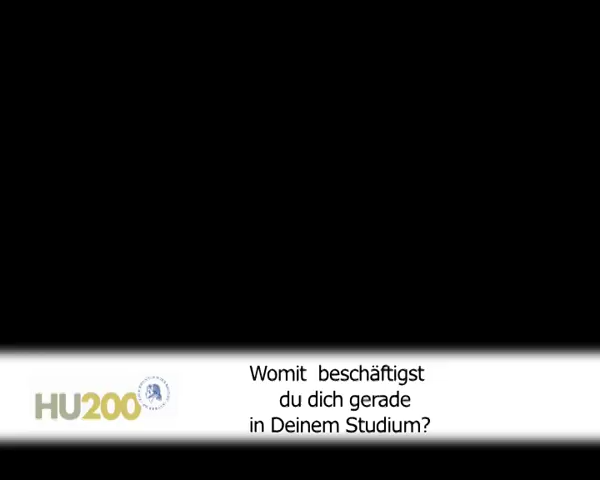 Womit beschäftigst
du dich gerade
in Deinem Studium?
HU200